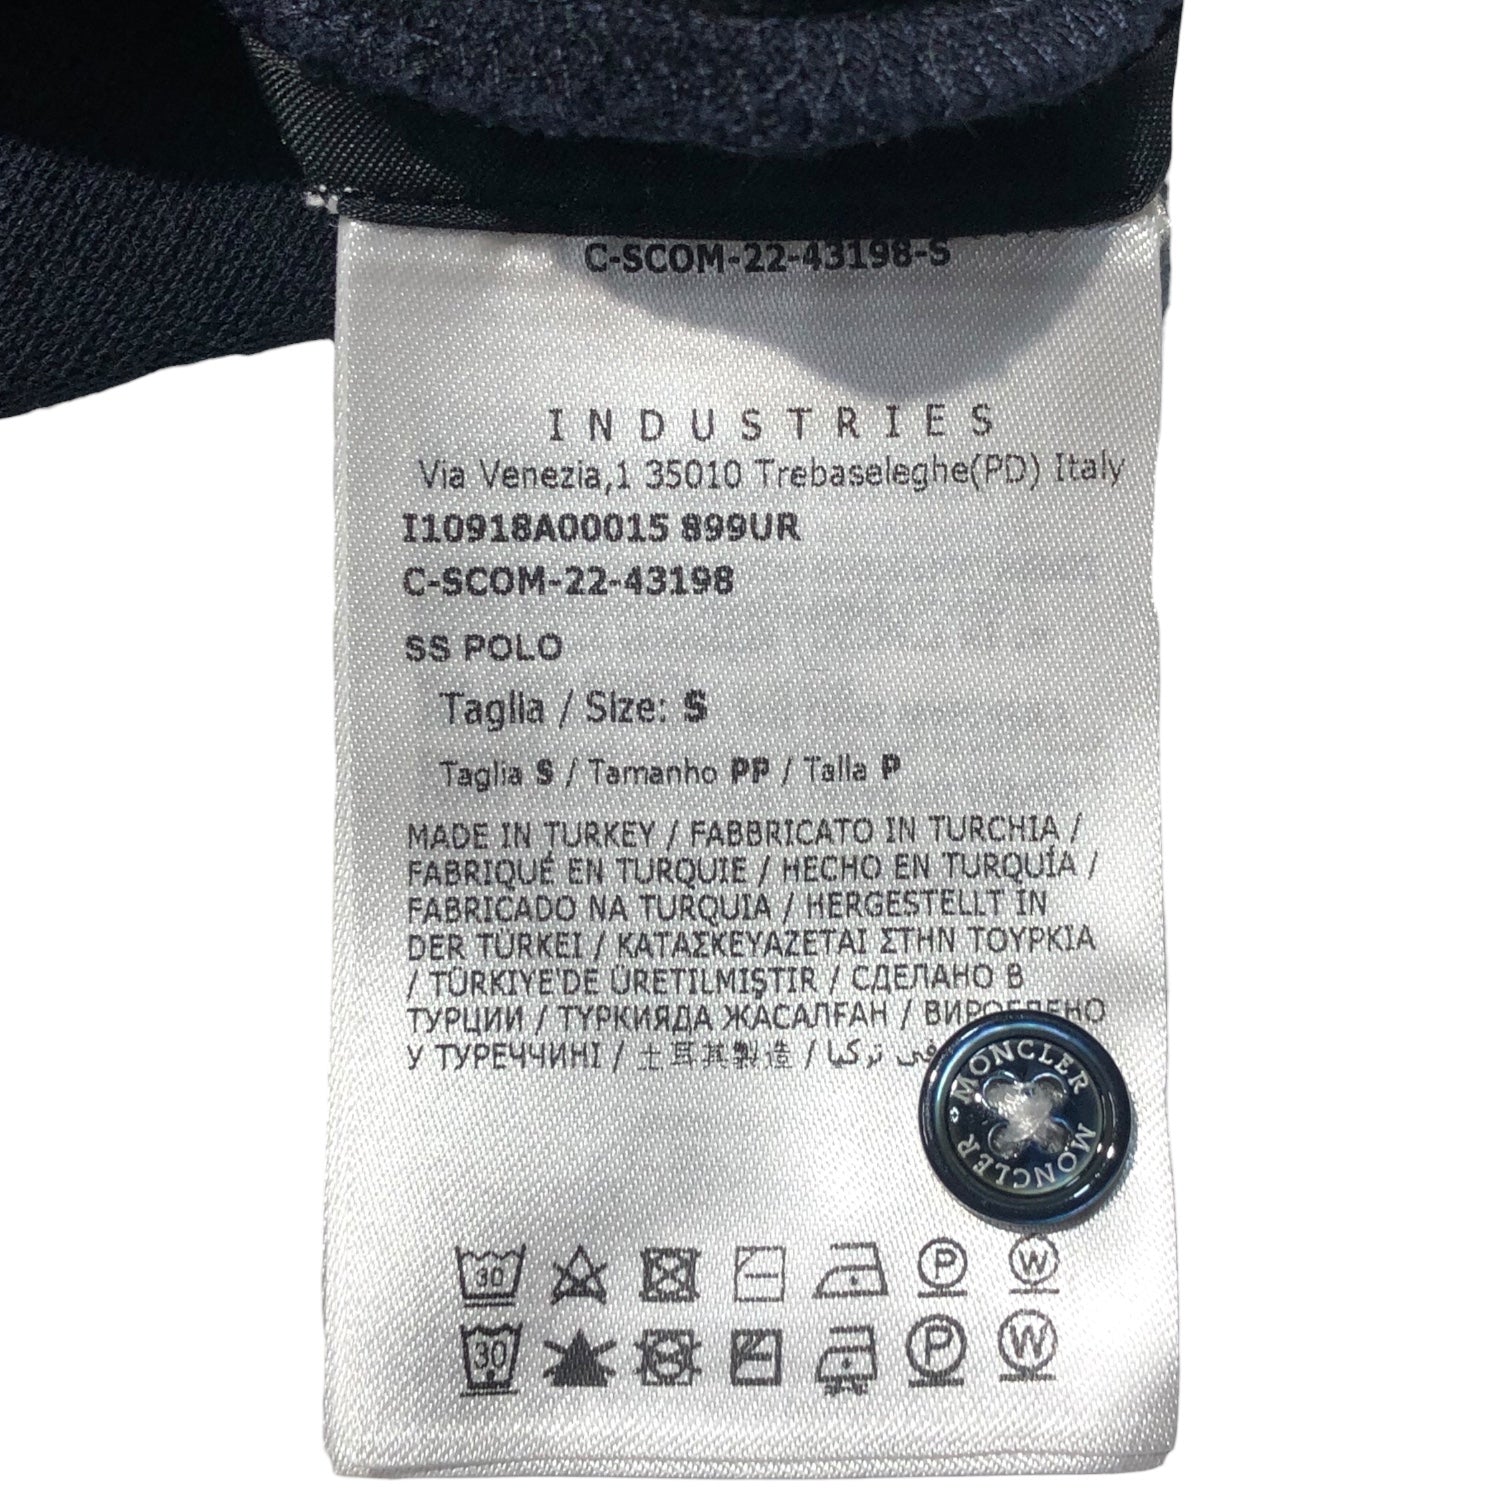 C-SCOM-22-43198-S
INDUSTRIES
Via Venezia,1 35010 Trebaseleghe(PD) Italy
I10918A00015 899UR
C-SCOM-22-43198
SS POLO
Taglia / Size: S
Taglia S / Tamanho PP / Talla P
MADE IN TURKEY / FABBRICATO IN TURCHIA /
FABRIQUÉ EN TURQUIE / HECHO EN TURQUÍA /
FABRICADO NA TURQUIA / HERGESTELLT IN
DER TÜRKEI / ΚΑΤΑΣΚΕΥΑΖΕΤΑΙ ΣΤΗΝ ΤΟΥΡΚΙΑ
/ TÜRKIYE'DE ÜRETILMIŞTIR / СДЕЛАНО В
ТУРЦИИ / ТҮРКИЯДА ЖАСАЛҒАН / ВИРОБЛЕНО
У ТУРЕЧЧИНІ / 土耳其製造 / في تركيا
MONCLER
MONCLER
30 P W
30 P W